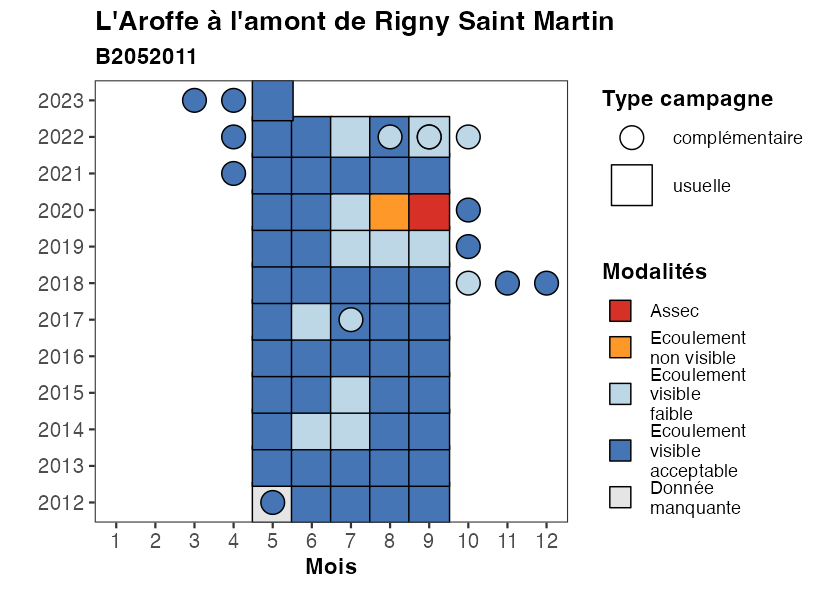 L'Aroffe à l'amont de Rigny Saint Martin
B2052011
2023
2022
2021
2020
2019
2018
2017
2016
2015
2014
2013
2012
1 2 3 4 5 6 7 8 9 10 11 12
Mois
Type campagne
complémentaire
usuelle
Modalités
Assec
Ecoulement
non visible
Ecoulement
visible
faible
Ecoulement
visible
acceptable
Donnée
manquante